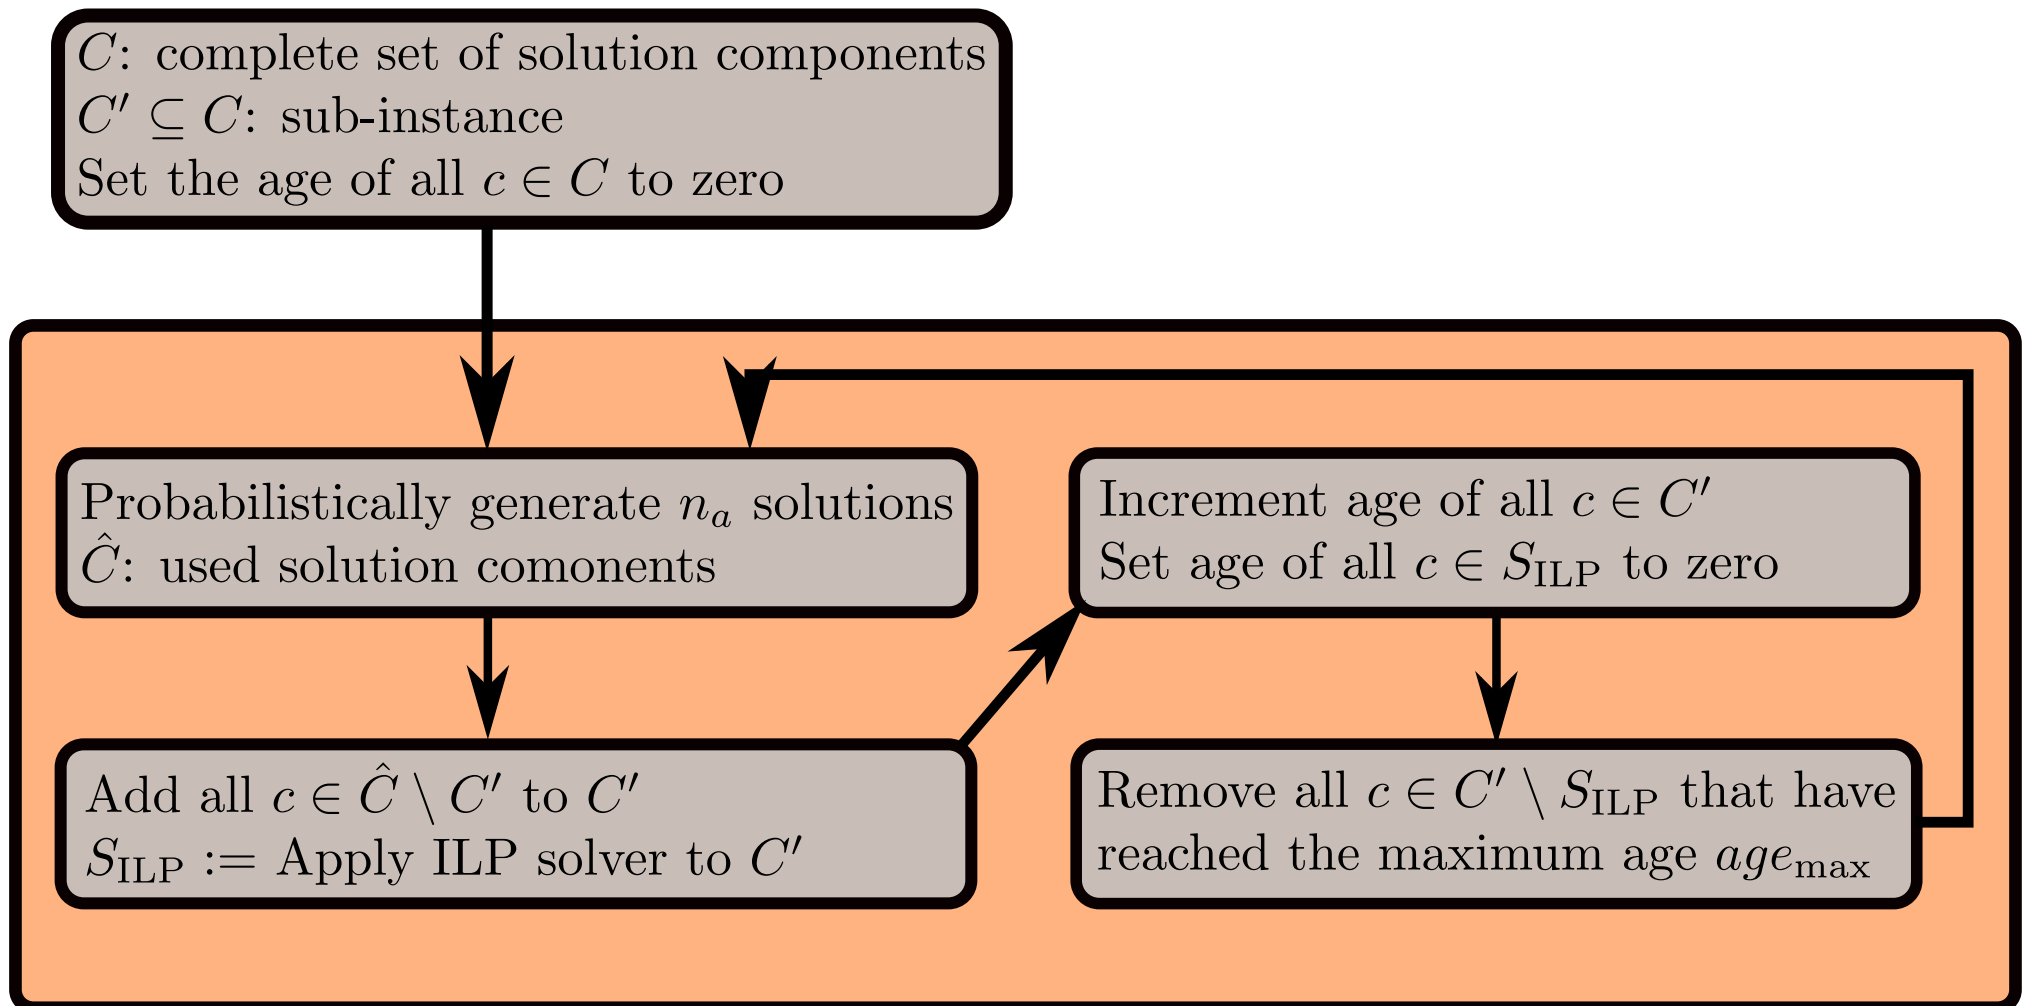 C: complete set of solution components
C′ ⊆ C: sub-instance
Set the age of all c ∈ C to zero
Probabilistically generate nₐ solutions
Ĉ: used solution comonents
Add all c ∈ Ĉ \ C′ to C′
S_ILP := Apply ILP solver to C′
Increment age of all c ∈ C′
Set age of all c ∈ S_ILP to zero
Remove all c ∈ C′ \ S_ILP that have
reached the maximum age age_max